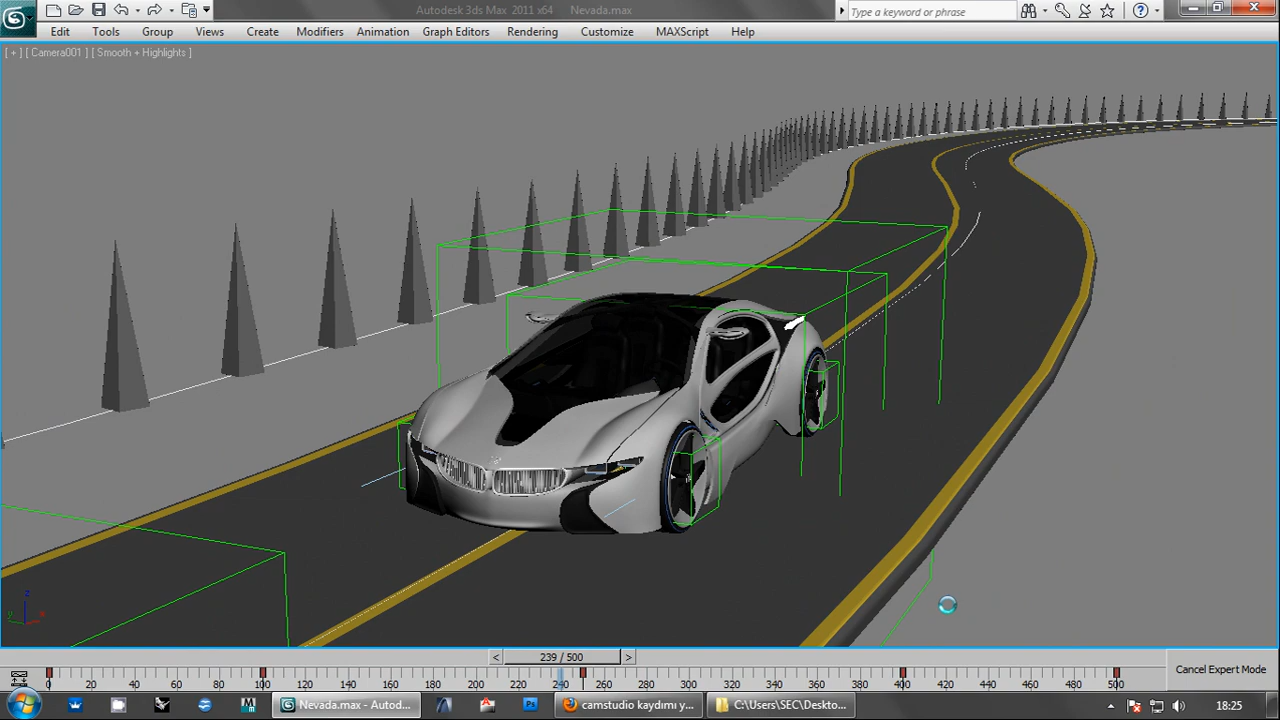 Autodesk 3ds Max 2011 x64 Nevada.max
Type a keyword or phrase
Edit Tools Group Views Create Modifiers Animation Graph Editors Rendering Customize MAXScript Help
[ + ] [ Camera001 ] [ Smooth + Highlights ]
z
y x
< 239 / 500 >
0 20 40 60 80 100 120 140 160 180 200 220 240 260 280 300 320 340 360 380 400 420 440 460 480 500
Cancel Expert Mode
Nevada.max - Autod...
Ps
camstudio kaydımı y...
C:\Users\SEC\Deskto...
18:25